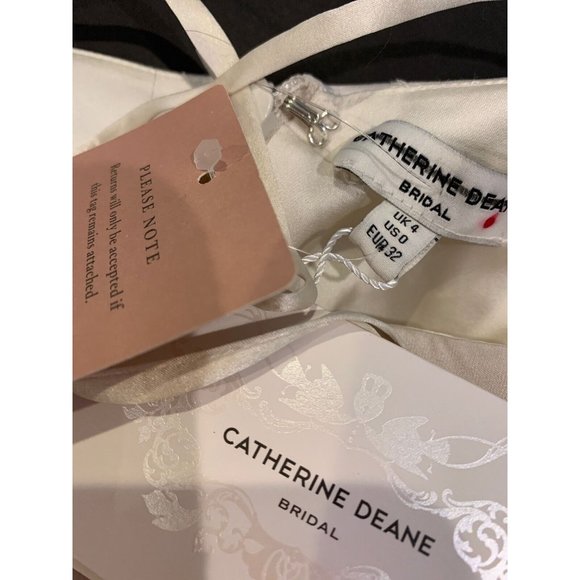 PLEASE NOTE
Returns will only be accepted if
this tag remains attached.
CATHERINE DEANE
BRIDAL
UK 4
US 0
EUR 32
CATHERINE DEANE
BRIDAL